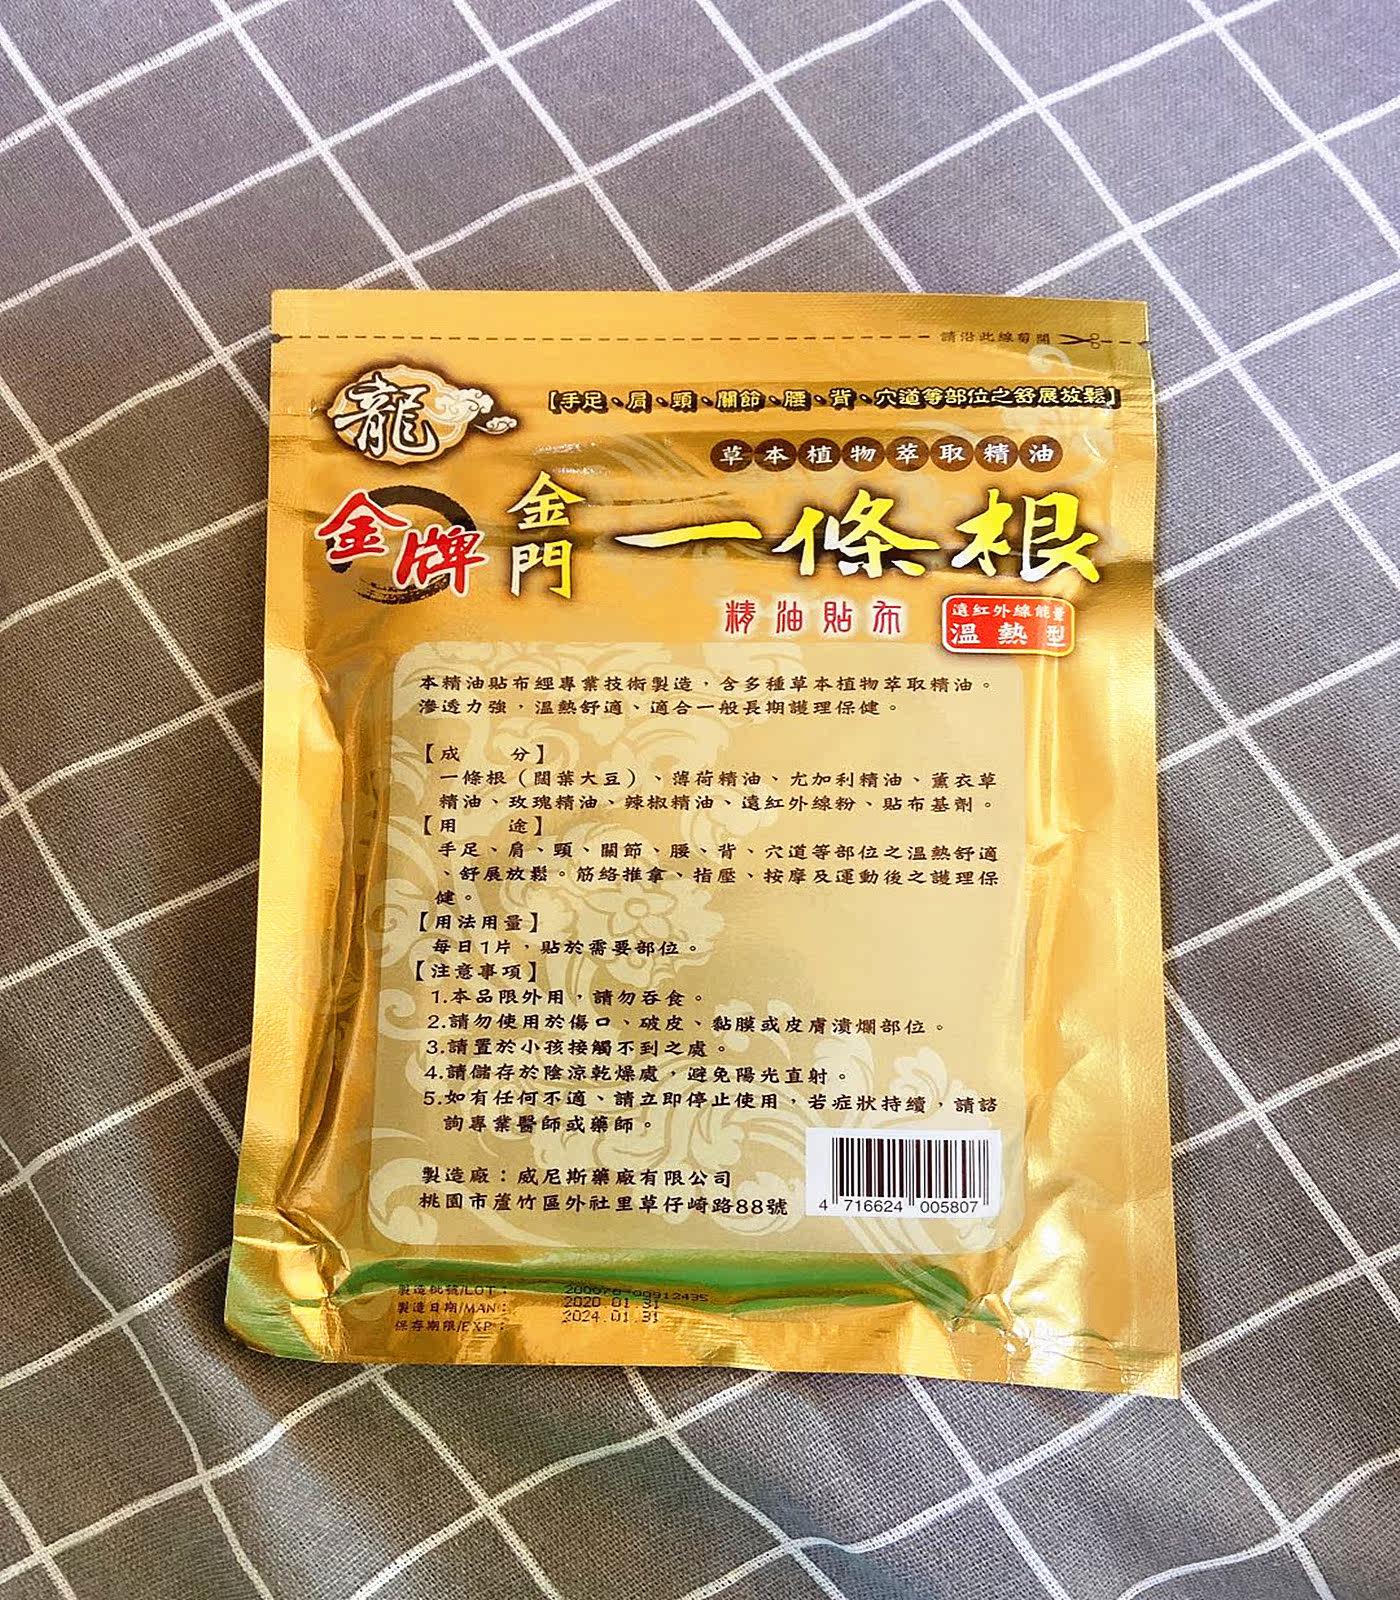 請沿此線剪開
龍
【手足、肩、頸、關節、腰、背、穴道等部位之舒展放鬆】
草本植物萃取精油
金牌 金門 一條根
精油貼布
遠紅外線能量
溫熱型
本精油貼布經專業技術製造，含多種草本植物萃取精油。
滲透力強，溫熱舒適、適合一般長期護理保健。
【成　　分】
一條根（闊葉大豆）、薄荷精油、尤加利精油、薰衣草
精油、玫瑰精油、辣椒精油、遠紅外線粉、貼布基劑。
【用　　途】
手足、肩、頸、關節、腰、背、穴道等部位之溫熱舒適
、舒展放鬆。筋絡推拿、指壓、按摩及運動後之護理保
健。
【用法用量】
每日1片，貼於需要部位。
【注意事項】
1.本品限外用，請勿吞食。
2.請勿使用於傷口、破皮、黏膜或皮膚潰爛部位。
3.請置於小孩接觸不到之處。
4.請儲存於陰涼乾燥處，避免陽光直射。
5.如有任何不適、請立即停止使用，若症狀持續，請諮
詢專業醫師或藥師。
製造廠：威尼斯藥廠有限公司
桃園市蘆竹區外社里草仔崎路88號
4 716624 005807
製造批號/LOT：
製造日期/MAN： 2020.01.31
保存期限/EXP： 2024.01.31